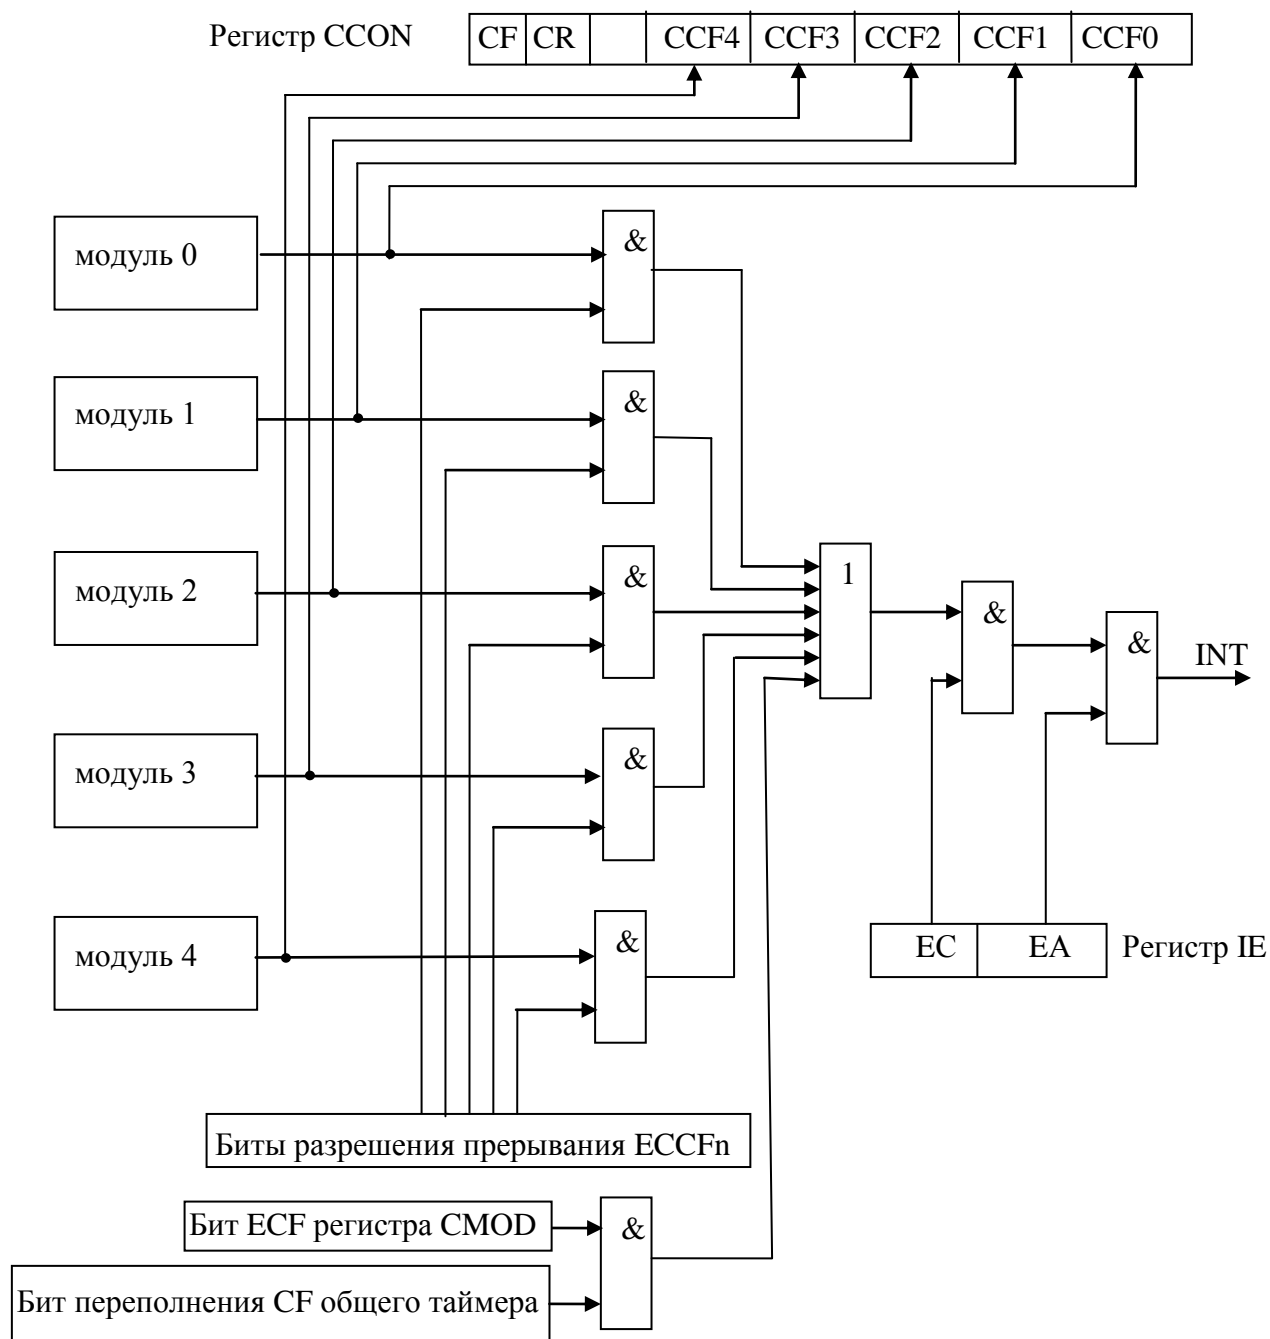 Регистр CCON CF CR CCF4 CCF3 CCF2 CCF1 CCF0
модуль 0
&
модуль 1
&
модуль 2
&
1
&
&
INT
модуль 3
&
модуль 4
&
EC EA Регистр IE
Биты разрешения прерывания ECCFn
Бит ECF регистра CMOD
&
Бит переполнения CF общего таймера